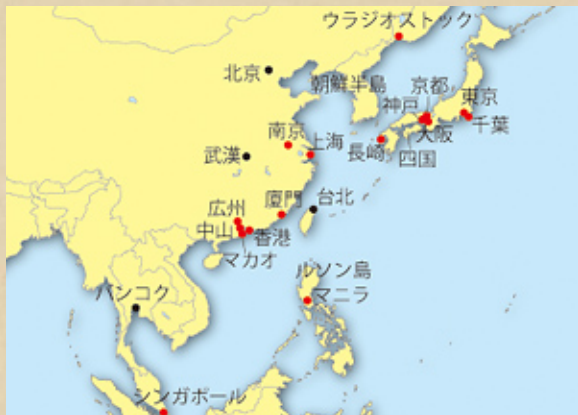 ウラジオストック
北京
朝鮮半島
京都
神戸
東京
南京
上海
大阪
千葉
武漢
長崎
四国
厦門
台北
広州
中山
香港
マカオ
ルソン島
バンコク
マニラ
シンガポール